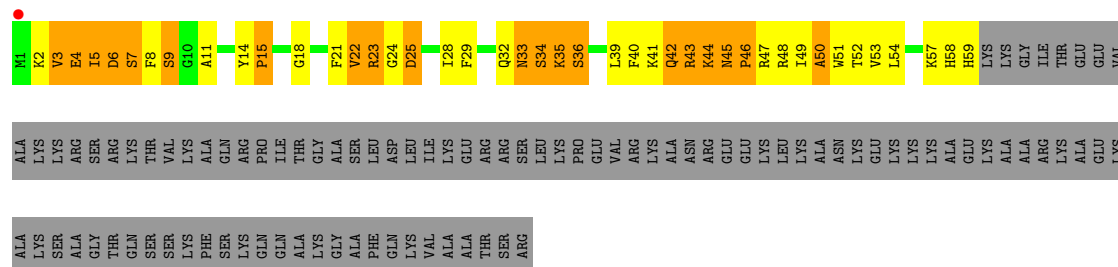 M1 K2 V3 E4 I5 D6 S7 F8 S9 G10 A11 Y14 P15 G18 F21 V22 R23 G24 D25 I28 F29 Q32 N33 S34 K35 S36 L39 F40 K41 Q42 R43 K44 N45 P46 R47 R48 I49 A50 W51 T52 V53 L54 K57 H58 H59 LYS LYS GLY ILE THR GLU GLU VAL
ALA LYS LYS ARG SER ARG LYS THR VAL LYS ALA GLN ARG PRO ILE THR GLY ALA SER LEU ASP LEU ILE LYS GLU ARG ARG SER LEU LYS PRO GLU VAL ARG LYS ALA ALA ASN ARG GLU GLU LYS LEU LYS ALA ASN LYS GLU LYS LYS LYS ALA GLU LYS ALA ALA ARG LYS ALA GLU LYS
ALA LYS SER ALA GLY THR GLN SER SER LYS PHE SER LYS GLN GLN ALA LYS GLY ALA PHE GLN LYS VAL ALA ALA THR SER ARG